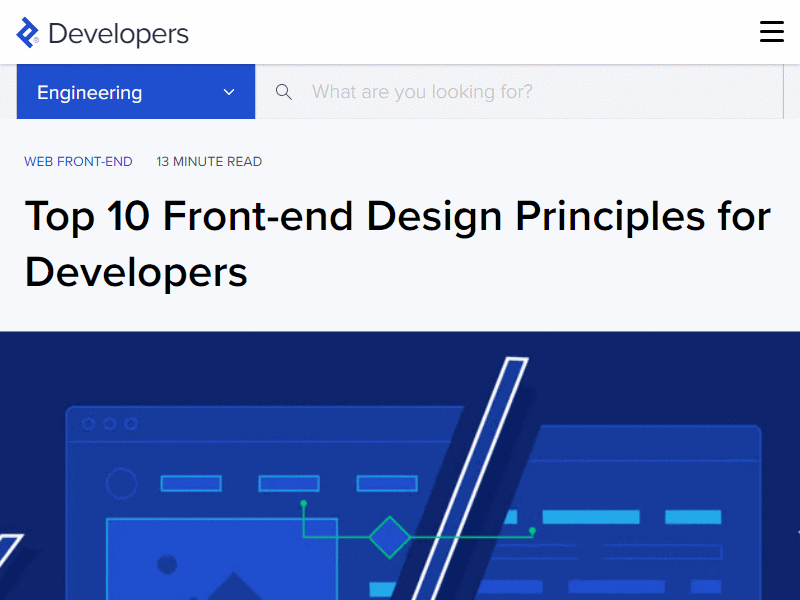 Developers
Engineering
What are you looking for?
WEB FRONT-END 13 MINUTE READ
Top 10 Front-end Design Principles for
Developers